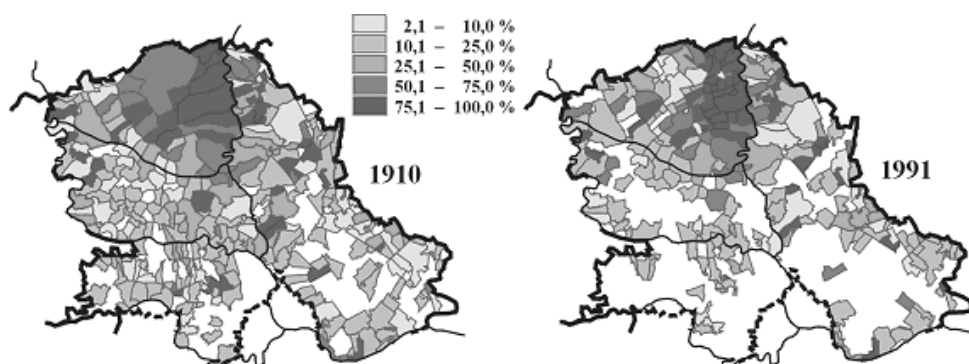 2,1 – 10,0 %
10,1 – 25,0 %
25,1 – 50,0 %
50,1 – 75,0 %
75,1 – 100,0 %
1910
1991